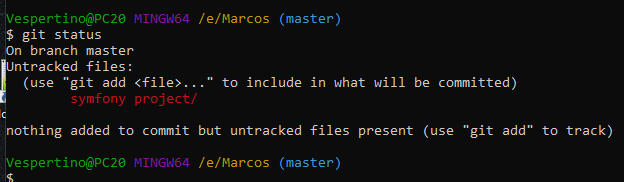 Vespertino@PC20 MINGW64 /e/Marcos (master)
$ git status
On branch master
Untracked files:
  (use "git add <file>..." to include in what will be committed)
        symfony project/

nothing added to commit but untracked files present (use "git add" to track)

Vespertino@PC20 MINGW64 /e/Marcos (master)
$